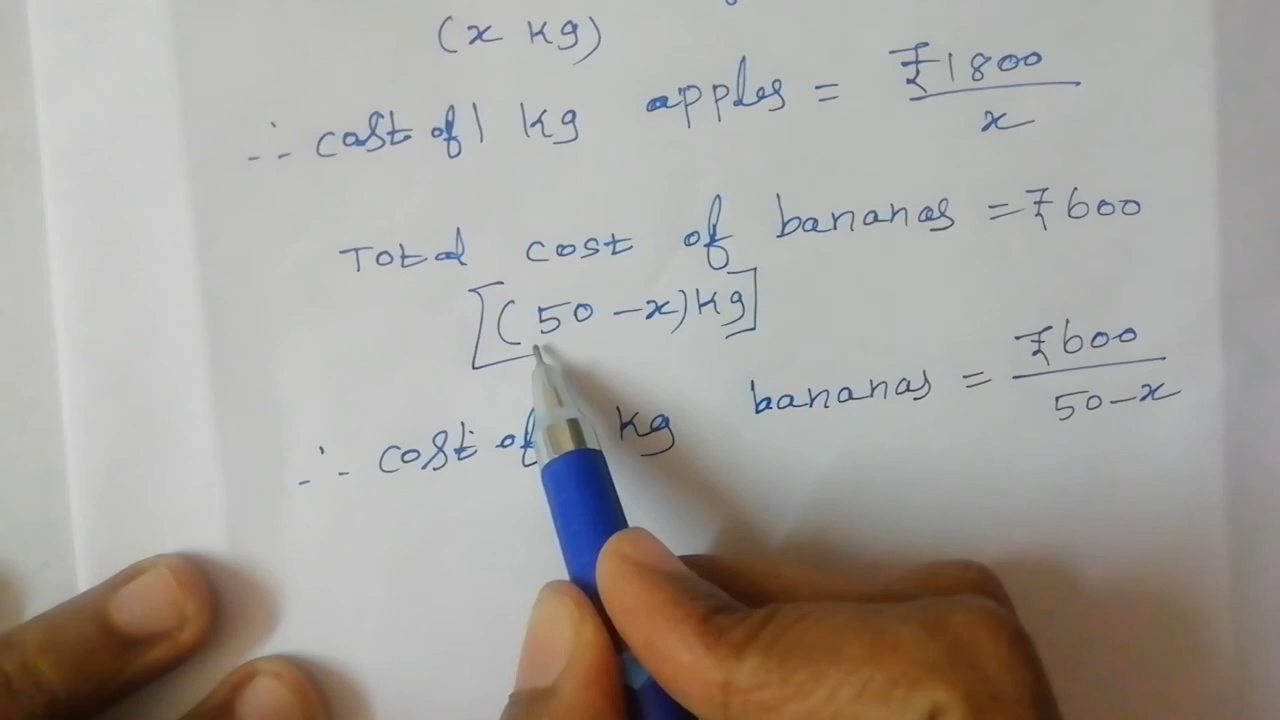 (x kg)
∴ cost of 1 kg apples = ₹1800/x
Total cost of bananas = ₹600
[(50-x)kg]
∴ cost of kg bananas = ₹600/50-x